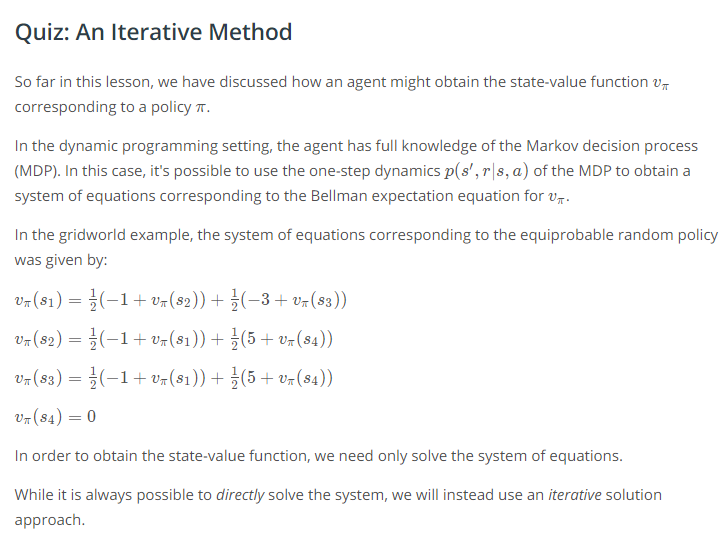 Quiz: An Iterative Method
So far in this lesson, we have discussed how an agent might obtain the state-value function $v_\pi$
corresponding to a policy $\pi$.
In the dynamic programming setting, the agent has full knowledge of the Markov decision process
(MDP). In this case, it's possible to use the one-step dynamics $p(s', r|s, a)$ of the MDP to obtain a
system of equations corresponding to the Bellman expectation equation for $v_\pi$.
In the gridworld example, the system of equations corresponding to the equiprobable random policy
was given by:
$v_\pi(s_1) = \frac{1}{2}(-1 + v_\pi(s_2)) + \frac{1}{2}(-3 + v_\pi(s_3))$
$v_\pi(s_2) = \frac{1}{2}(-1 + v_\pi(s_1)) + \frac{1}{2}(5 + v_\pi(s_4))$
$v_\pi(s_3) = \frac{1}{2}(-1 + v_\pi(s_1)) + \frac{1}{2}(5 + v_\pi(s_4))$
$v_\pi(s_4) = 0$
In order to obtain the state-value function, we need only solve the system of equations.
While it is always possible to directly solve the system, we will instead use an iterative solution
approach.